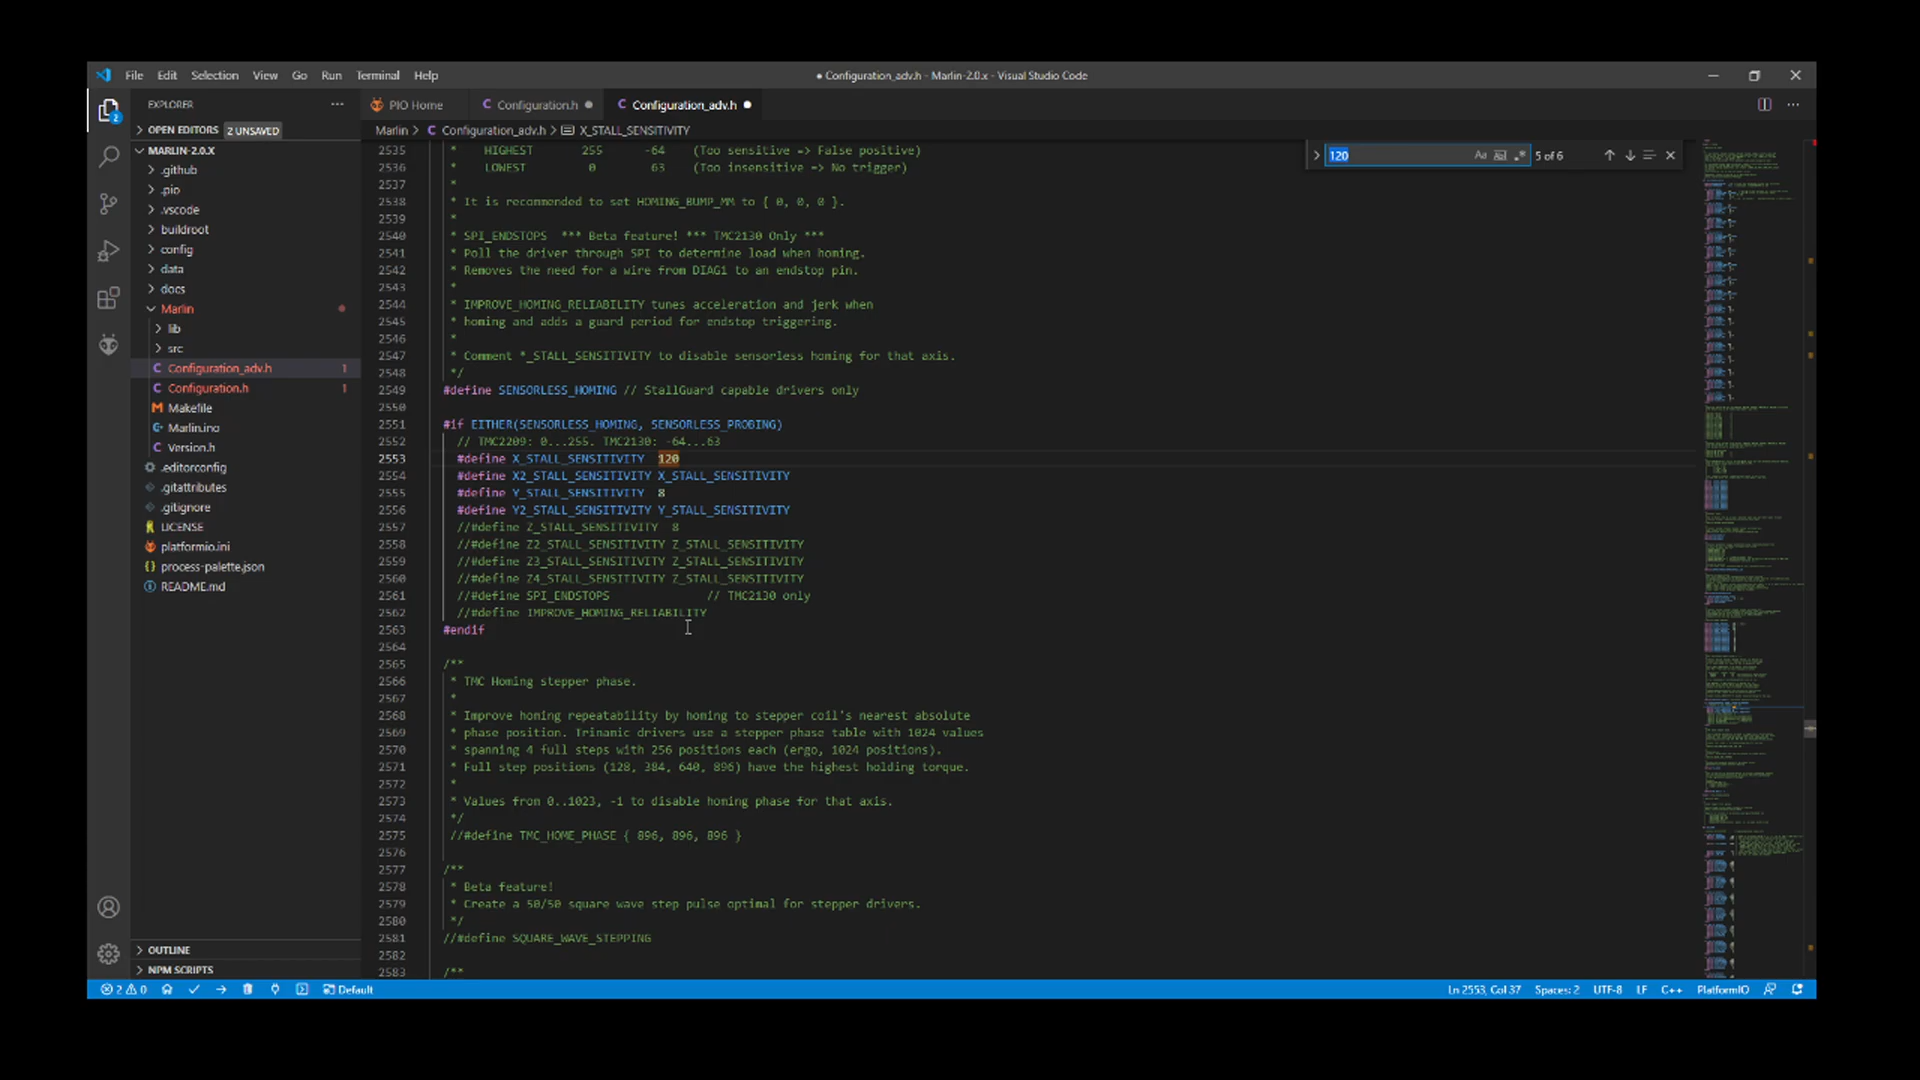 File Edit Selection View Go Run Terminal Help
● Configuration_adv.h - Marlin-2.0.x - Visual Studio Code
EXPLORER
PIO Home
Configuration.h
Configuration_adv.h
OPEN EDITORS 2 UNSAVED
Marlin > C Configuration_adv.h > X_STALL_SENSITIVITY
120
Aa
5 of 6
MARLIN-2.0.X
.github
.pio
.vscode
buildroot
config
data
docs
Marlin
lib
src
Configuration_adv.h 1
Configuration.h 1
Makefile
Marlin.ino
Version.h
.editorconfig
.gitattributes
.gitignore
LICENSE
platformio.ini
process-palette.json
README.md
OUTLINE
NPM SCRIPTS
2535 * HIGHEST 255 -64 (Too sensitive => False positive)
2536 * LOWEST 0 63 (Too insensitive => No trigger)
2537 *
2538 * It is recommended to set HOMING_BUMP_MM to { 0, 0, 0 }.
2539 *
2540 * SPI_ENDSTOPS *** Beta feature! *** TMC2130 Only ***
2541 * Poll the driver through SPI to determine load when homing.
2542 * Removes the need for a wire from DIAG1 to an endstop pin.
2543 *
2544 * IMPROVE_HOMING_RELIABILITY tunes acceleration and jerk when
2545 * homing and adds a guard period for endstop triggering.
2546 *
2547 * Comment *_STALL_SENSITIVITY to disable sensorless homing for that axis.
2548 */
2549 #define SENSORLESS_HOMING // StallGuard capable drivers only
2550
2551 #if EITHER(SENSORLESS_HOMING, SENSORLESS_PROBING)
2552 // TMC2209: 0...255. TMC2130: -64...63
2553 #define X_STALL_SENSITIVITY 120
2554 #define X2_STALL_SENSITIVITY X_STALL_SENSITIVITY
2555 #define Y_STALL_SENSITIVITY 8
2556 #define Y2_STALL_SENSITIVITY Y_STALL_SENSITIVITY
2557 //#define Z_STALL_SENSITIVITY 8
2558 //#define Z2_STALL_SENSITIVITY Z_STALL_SENSITIVITY
2559 //#define Z3_STALL_SENSITIVITY Z_STALL_SENSITIVITY
2560 //#define Z4_STALL_SENSITIVITY Z_STALL_SENSITIVITY
2561 //#define SPI_ENDSTOPS // TMC2130 only
2562 //#define IMPROVE_HOMING_RELIABILITY
2563 #endif
2564
2565 /**
2566 * TMC Homing stepper phase.
2567 *
2568 * Improve homing repeatability by homing to stepper coil's nearest absolute
2569 * phase position. Trinamic drivers use a stepper phase table with 1024 values
2570 * spanning 4 full steps with 256 positions each (ergo, 1024 positions).
2571 * Full step positions (128, 384, 640, 896) have the highest holding torque.
2572 *
2573 * Values from 0..1023, -1 to disable homing phase for that axis.
2574 */
2575 //#define TMC_HOME_PHASE { 896, 896, 896 }
2576
2577 /**
2578 * Beta feature!
2579 * Create a 50/50 square wave step pulse optimal for stepper drivers.
2580 */
2581 //#define SQUARE_WAVE_STEPPING
2582
2583 /**
2 0 Default
Ln 2553, Col 37 Spaces: 2 UTF-8 LF C++ PlatformIO